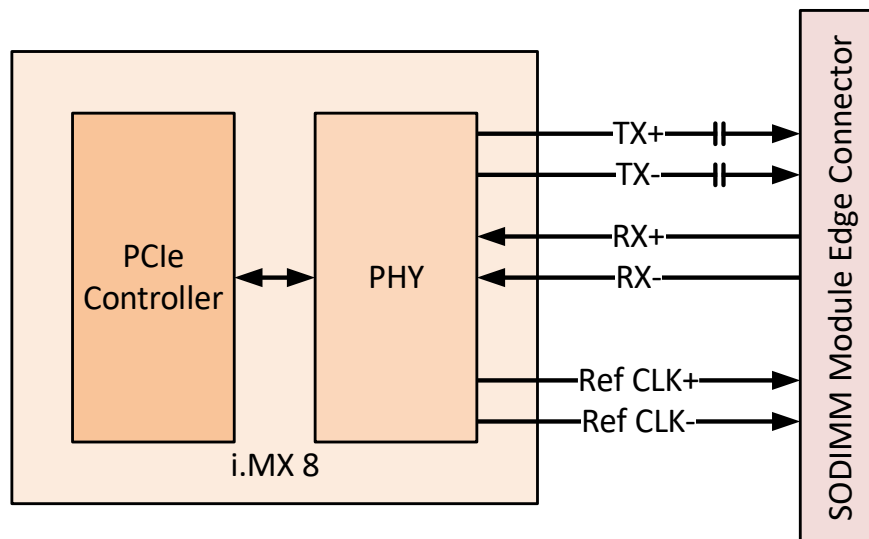 PCIe
Controller
PHY
i.MX 8
TX+
TX-
RX+
RX-
Ref CLK+
Ref CLK-
SODIMM Module Edge Connector